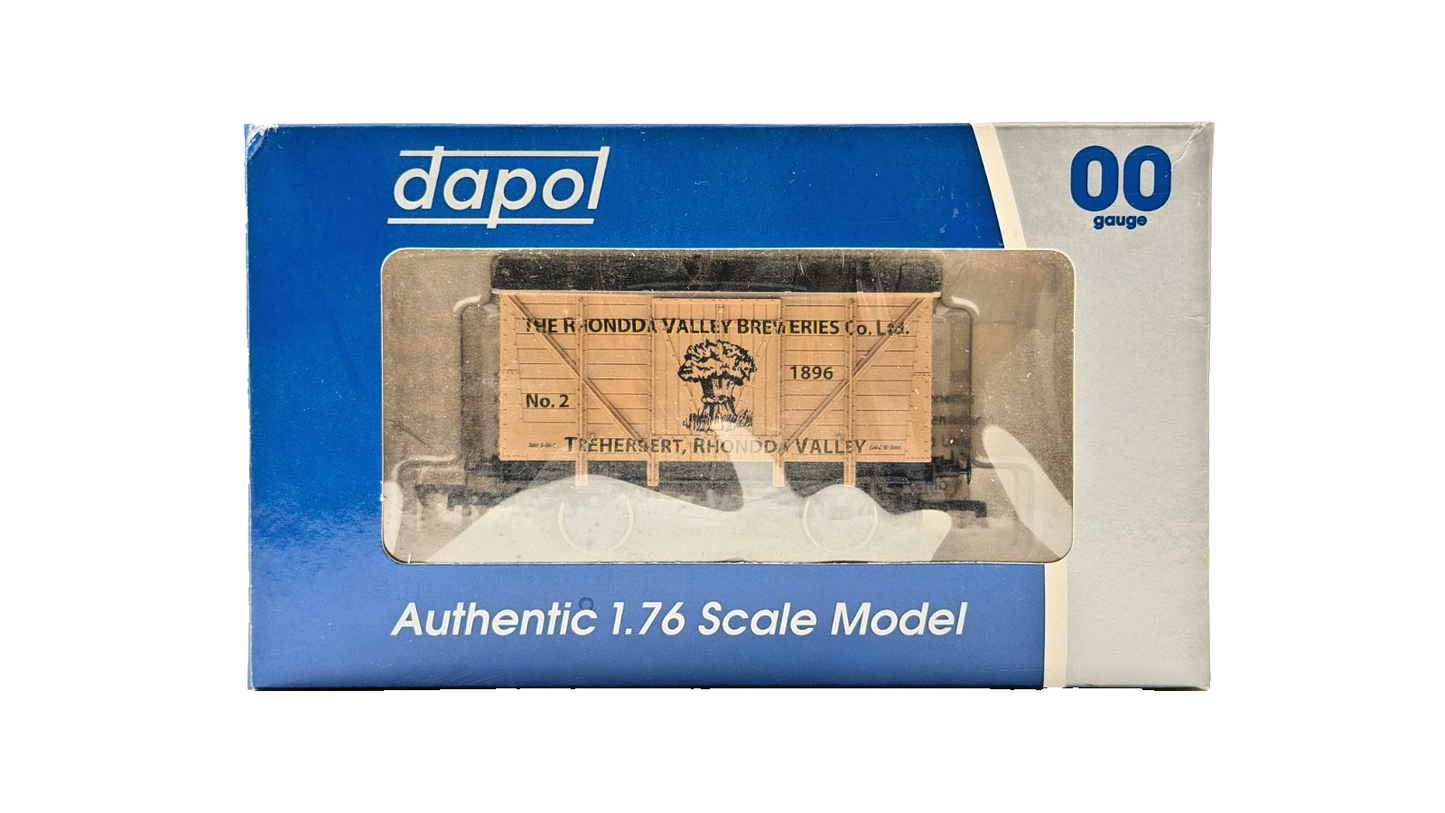 dapol
00
gauge
THE RHONDDA VALLEY BREWERIES Co. Ltd.
1896
No. 2
TREHERBERT, RHONDDA VALLEY
Authentic 1.76 Scale Model